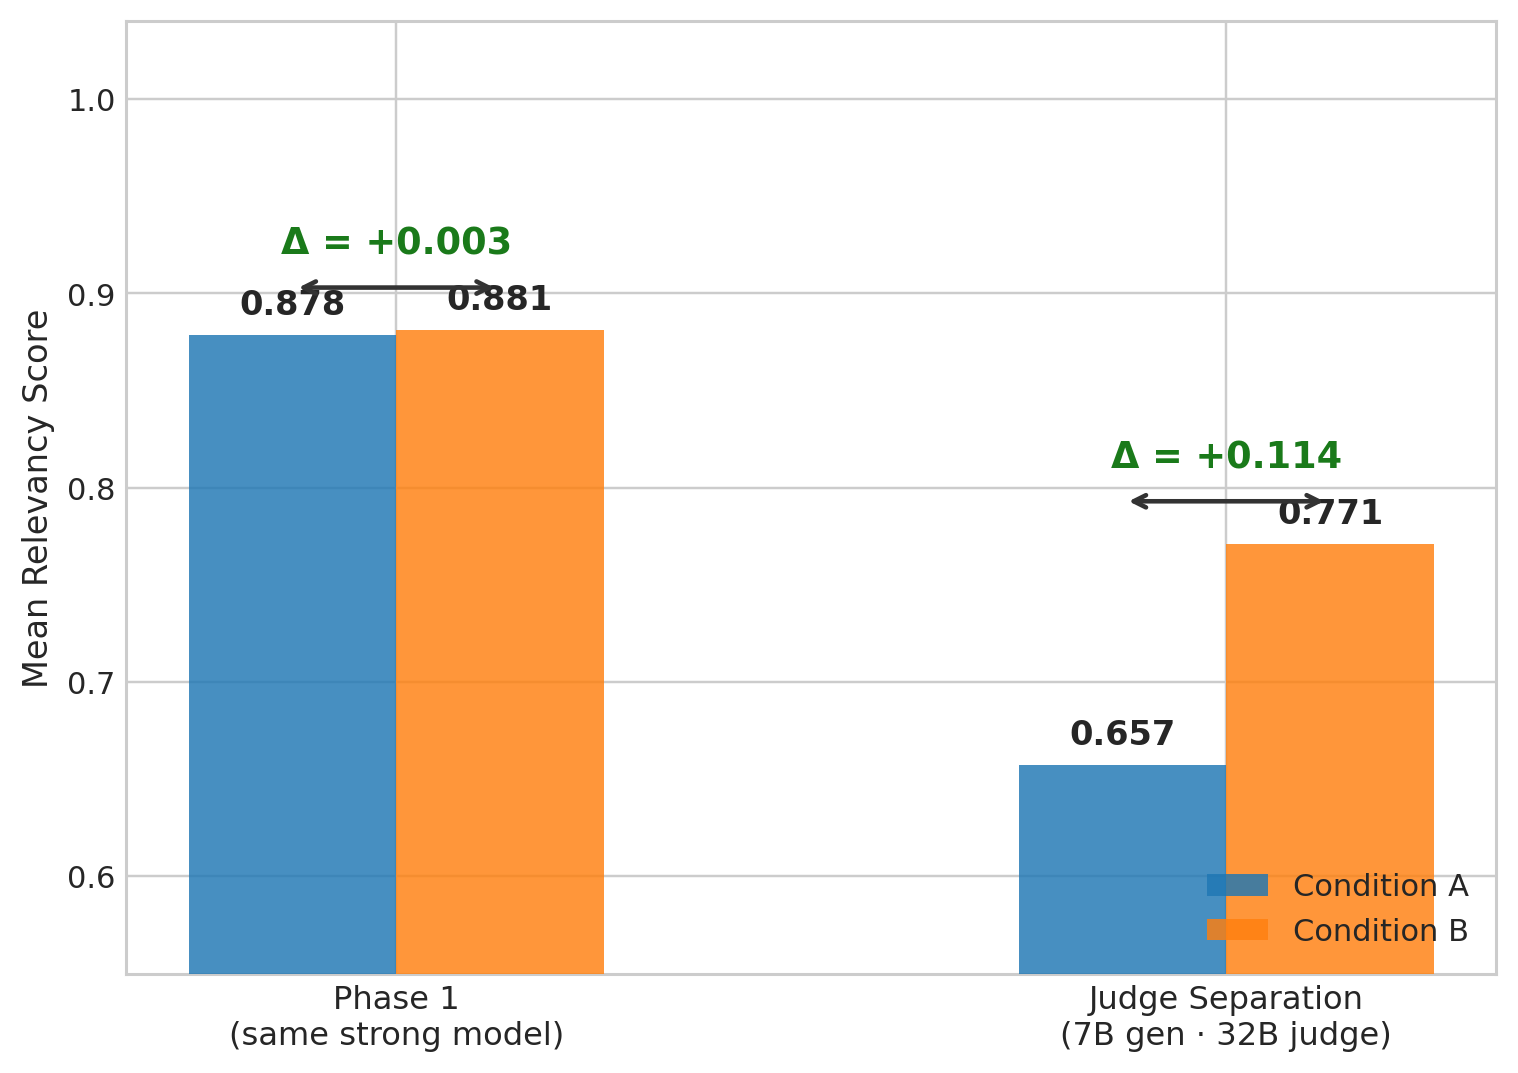 Mean Relevancy Score
1.0
0.9
0.8
0.7
0.6
Δ = +0.003
0.878
0.881
Δ = +0.114
0.771
0.657
Condition A
Condition B
Phase 1
(same strong model)
Judge Separation
(7B gen · 32B judge)